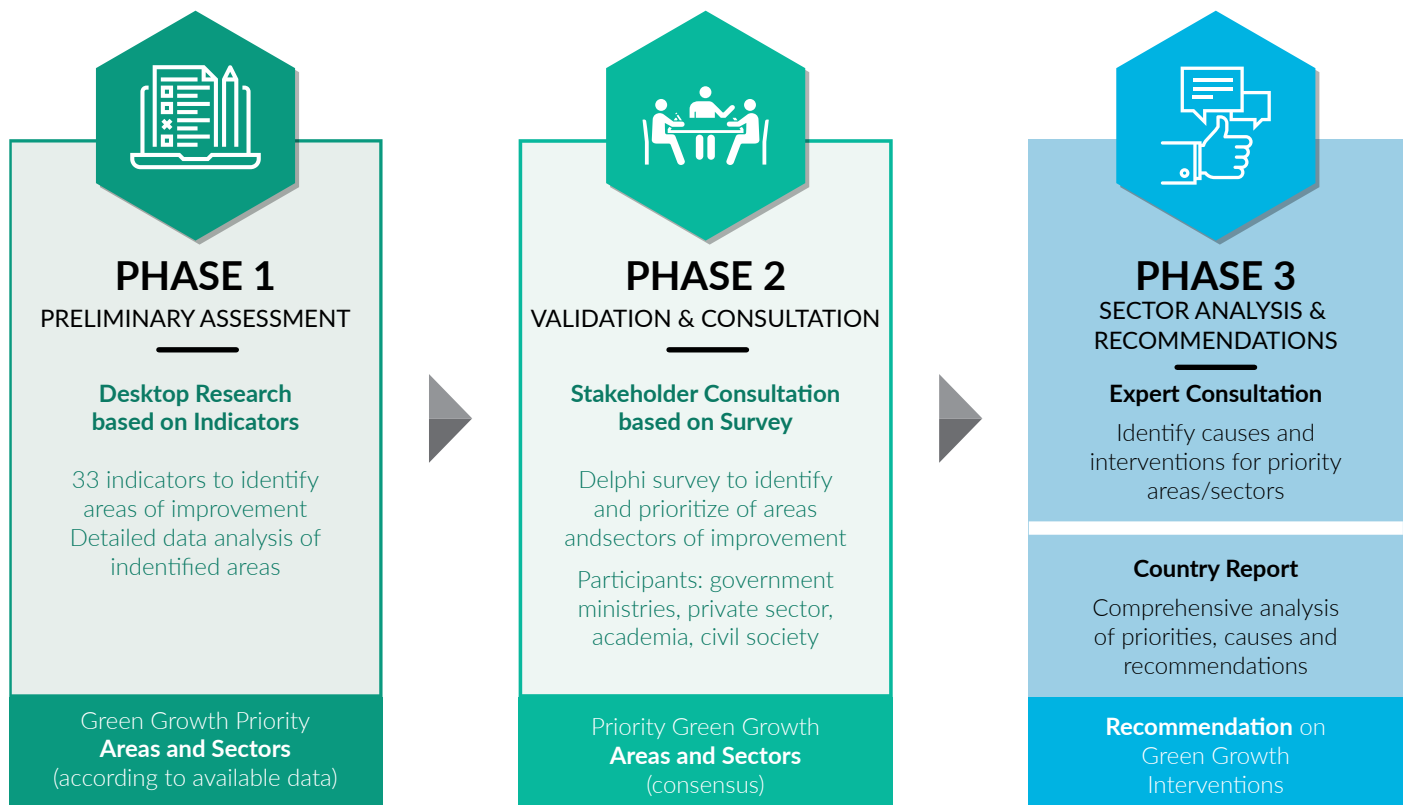 PHASE 1
PRELIMINARY ASSESSMENT
Desktop Research
based on Indicators
33 indicators to identify
areas of improvement
Detailed data analysis of
indentified areas
Green Growth Priority
Areas and Sectors
(according to available data)
PHASE 2
VALIDATION & CONSULTATION
Stakeholder Consultation
based on Survey
Delphi survey to identify
and prioritize of areas
andsectors of improvement
Participants: government
ministries, private sector,
academia, civil society
Priority Green Growth
Areas and Sectors
(consensus)
PHASE 3
SECTOR ANALYSIS &
RECOMMENDATIONS
Expert Consultation
Identify causes and
interventions for priority
areas/sectors
Country Report
Comprehensive analysis
of priorities, causes and
recommendations
Recommendation on
Green Growth
Interventions